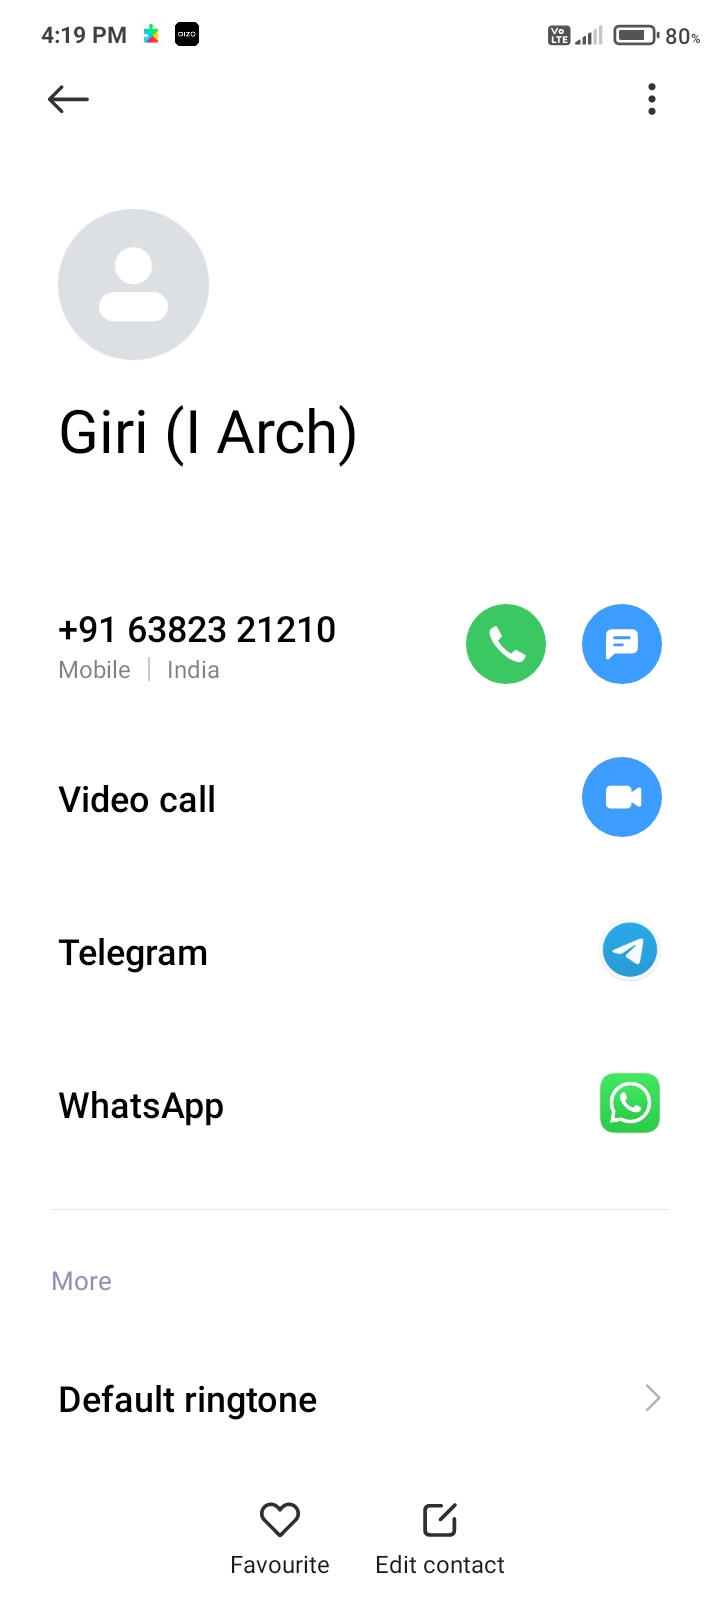 4:19 PM DIZO Vo LTE 80%
Giri (I Arch)
+91 63823 21210
Mobile | India
Video call
Telegram
WhatsApp
More
Default ringtone
Favourite Edit contact